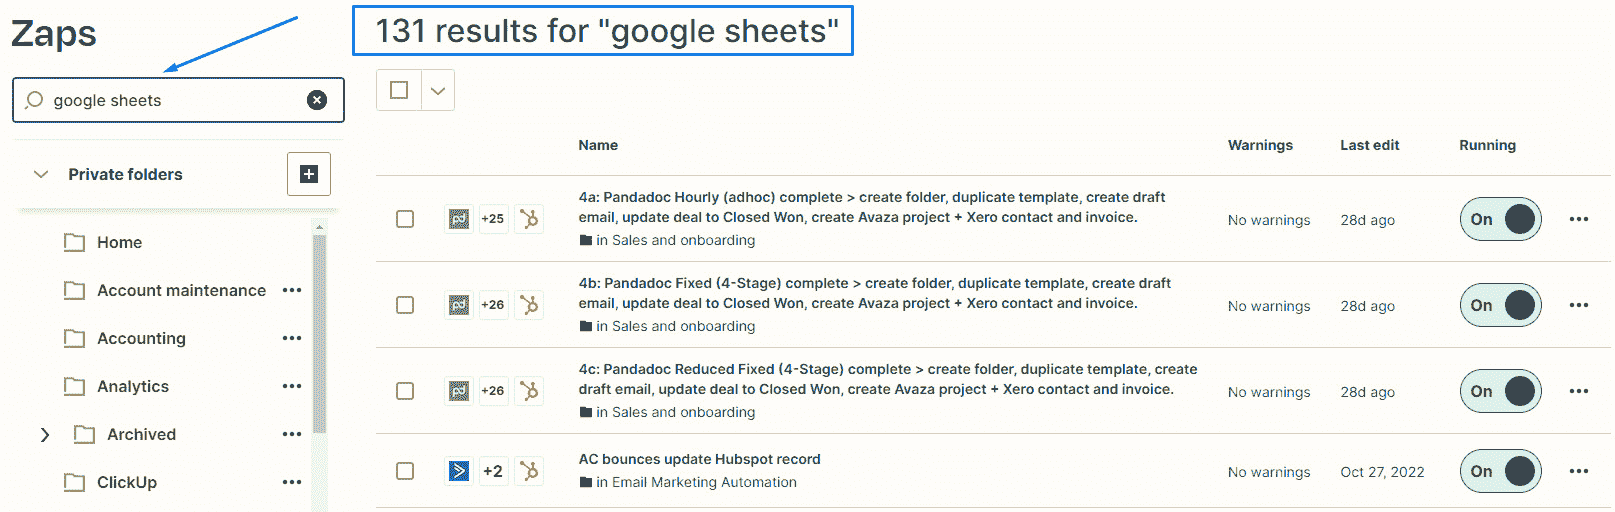 Zaps
131 results for "google sheets"
google sheets
Private folders
Home
Account maintenance
Accounting
Analytics
Archived
ClickUp
Name Warnings Last edit Running
+25
4a: Pandadoc Hourly (adhoc) complete > create folder, duplicate template, create draft
email, update deal to Closed Won, create Avaza project + Xero contact and invoice.
in Sales and onboarding
No warnings 28d ago On
+26
4b: Pandadoc Fixed (4-Stage) complete > create folder, duplicate template, create draft
email, update deal to Closed Won, create Avaza project + Xero contact and invoice.
in Sales and onboarding
No warnings 28d ago On
+26
4c: Pandadoc Reduced Fixed (4-Stage) complete > create folder, duplicate template, create
draft email, update deal to Closed Won, create Avaza project + Xero contact and invoice.
in Sales and onboarding
No warnings 28d ago On
+2
AC bounces update Hubspot record
in Email Marketing Automation
No warnings Oct 27, 2022 On